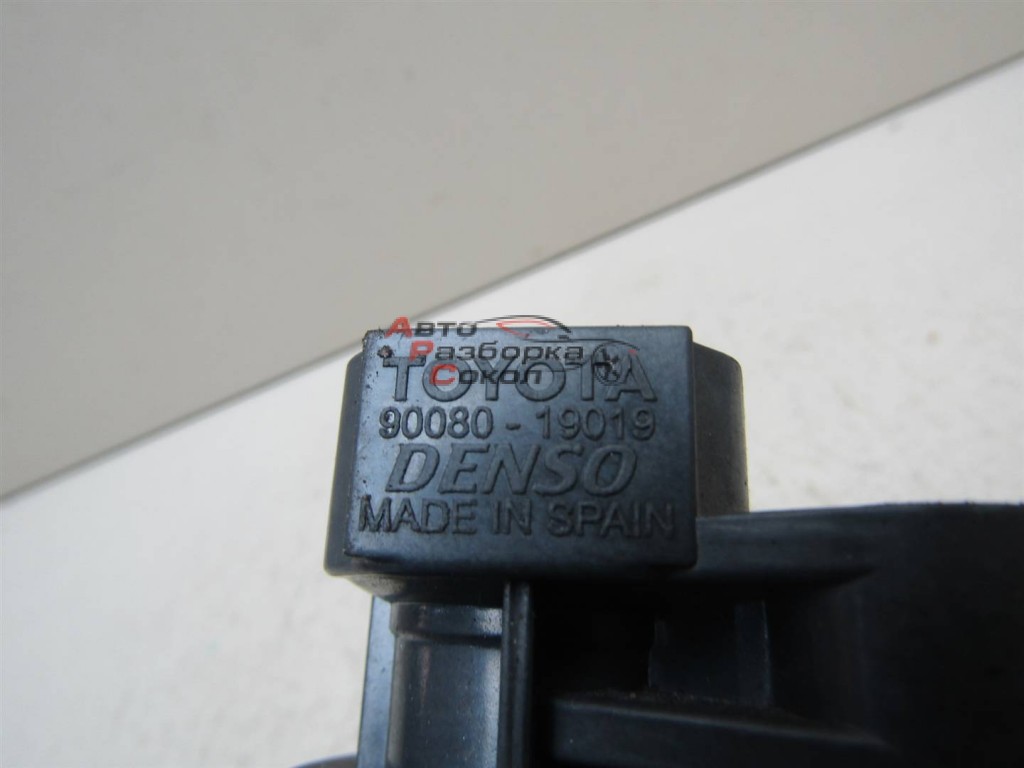 Авто
Разборка
Сокол
TOYOTA
90080-19019
DENSO
MADE IN SPAIN